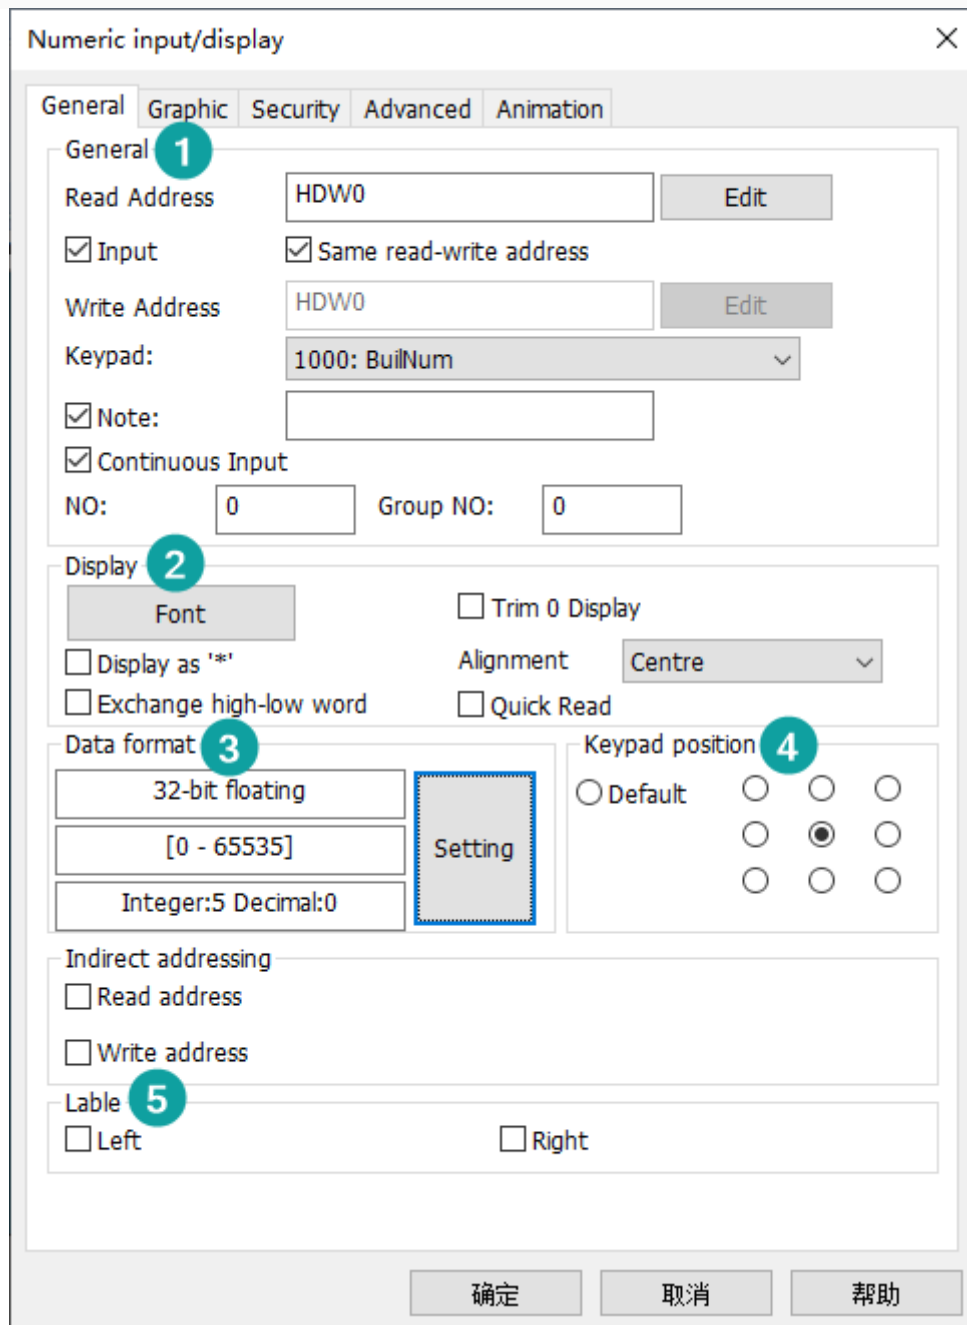 Numeric input/display
General Graphic Security Advanced Animation
General 1
Read Address HDW0 Edit
Input Same read-write address
Write Address HDW0 Edit
Keypad: 1000: BuilNum
Note:
Continuous Input
NO: 0 Group NO: 0
Display 2
Font Trim 0 Display
Display as '*' Alignment Centre
Exchange high-low word Quick Read
Data format 3 Keypad position 4
32-bit floating Default
[0 - 65535] Setting
Integer:5 Decimal:0
Indirect addressing
Read address
Write address
Lable 5
Left Right
确定 取消 帮助